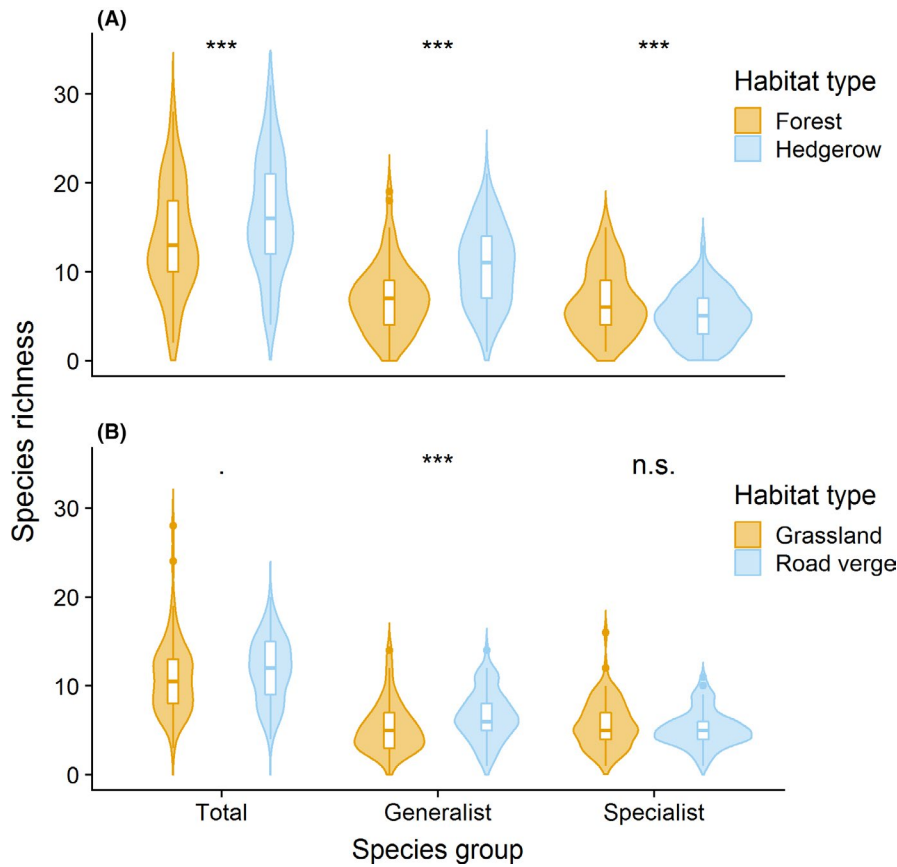 (A)
***
***
***
Habitat type
Forest
Hedgerow
30
20
10
0
Species richness
(B)
.
***
n.s.
Habitat type
Grassland
Road verge
30
20
10
0
Total
Generalist
Specialist
Species group